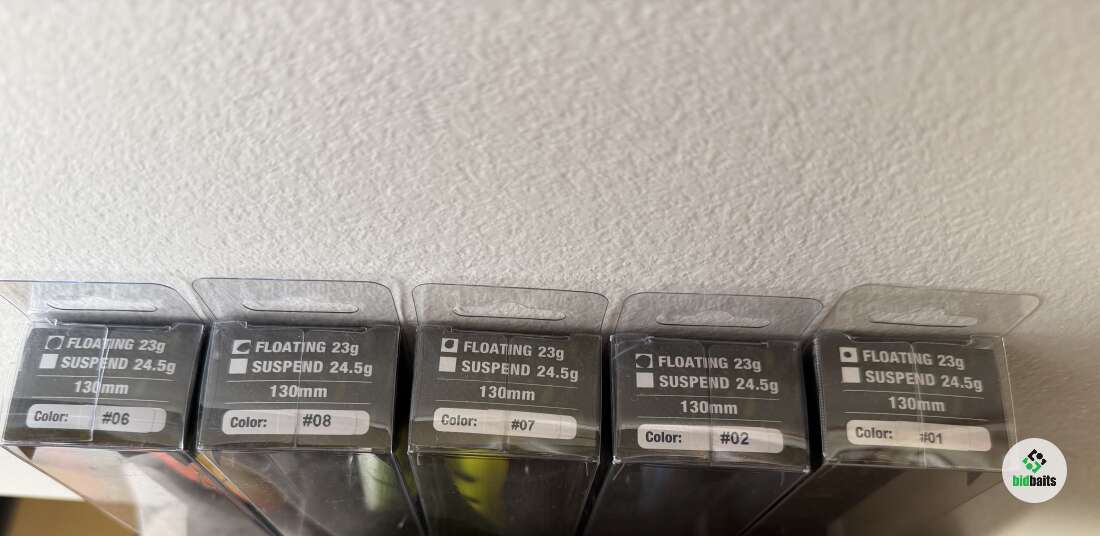 FLOATING 23g
SUSPEND 24.5g
130mm
Color: #06
FLOATING 23g
SUSPEND 24.5g
130mm
Color: #08
FLOATING 23g
SUSPEND 24.5g
130mm
Color: #07
FLOATING 23g
SUSPEND 24.5g
130mm
Color: #02
FLOATING 23g
SUSPEND 24.5g
130mm
Color: #01
bidbaits